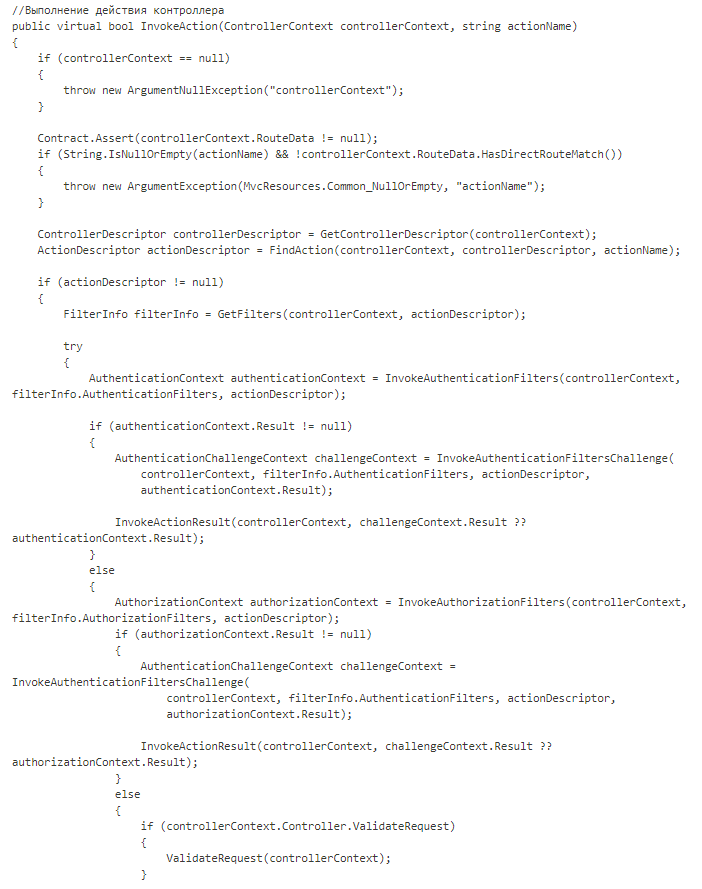 //Выполнение действия контроллера
public virtual bool InvokeAction(ControllerContext controllerContext, string actionName)
{
    if (controllerContext == null)
    {
        throw new ArgumentNullException("controllerContext");
    }

    Contract.Assert(controllerContext.RouteData != null);
    if (String.IsNullOrEmpty(actionName) && !controllerContext.RouteData.HasDirectRouteMatch())
    {
        throw new ArgumentException(MvcResources.Common_NullOrEmpty, "actionName");
    }

    ControllerDescriptor controllerDescriptor = GetControllerDescriptor(controllerContext);
    ActionDescriptor actionDescriptor = FindAction(controllerContext, controllerDescriptor, actionName);

    if (actionDescriptor != null)
    {
        FilterInfo filterInfo = GetFilters(controllerContext, actionDescriptor);

        try
        {
            AuthenticationContext authenticationContext = InvokeAuthenticationFilters(controllerContext,
filterInfo.AuthenticationFilters, actionDescriptor);

            if (authenticationContext.Result != null)
            {
                AuthenticationChallengeContext challengeContext = InvokeAuthenticationFiltersChallenge(
                    controllerContext, filterInfo.AuthenticationFilters, actionDescriptor,
                    authenticationContext.Result);

                InvokeActionResult(controllerContext, challengeContext.Result ??
authenticationContext.Result);
            }
            else
            {
                AuthorizationContext authorizationContext = InvokeAuthorizationFilters(controllerContext,
filterInfo.AuthorizationFilters, actionDescriptor);
                if (authorizationContext.Result != null)
                {
                    AuthenticationChallengeContext challengeContext =
InvokeAuthenticationFiltersChallenge(
                        controllerContext, filterInfo.AuthenticationFilters, actionDescriptor,
                        authorizationContext.Result);

                    InvokeActionResult(controllerContext, challengeContext.Result ??
authorizationContext.Result);
                }
                else
                {
                    if (controllerContext.Controller.ValidateRequest)
                    {
                        ValidateRequest(controllerContext);
                    }